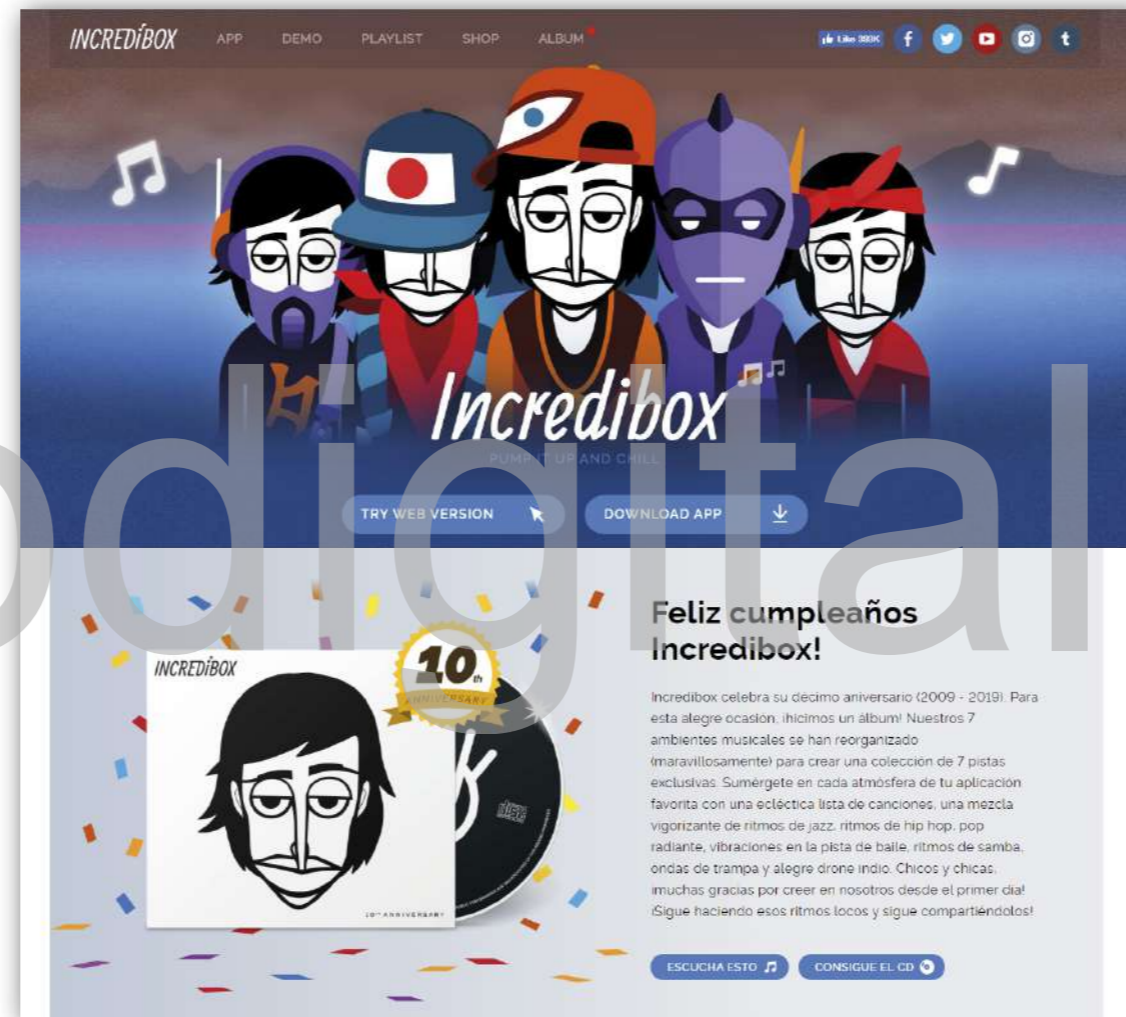 INCREDÍBOX
APP
DEMO
PLAYLIST
SHOP
ALBUM
Like 393K
Incredibox
PUMP IT UP AND CHILL
TRY WEB VERSION
DOWNLOAD APP
digital
INCREDÍBOX
10th
ANNIVERSARY
10TH ANNIVERSARY
Feliz cumpleaños
Incredibox!
Incredibox celebra su décimo aniversario (2009 - 2019). Para
esta alegre ocasión, ¡hicimos un álbum! Nuestros 7
ambientes musicales se han reorganizado
(maravillosamente) para crear una colección de 7 pistas
exclusivas. Sumérgete en cada atmósfera de tu aplicación
favorita con una ecléctica lista de canciones, una mezcla
vigorizante de ritmos de jazz, ritmos de hip hop, pop
radiante, vibraciones en la pista de baile, ritmos de samba,
ondas de trampa y alegre drone indio. Chicos y chicas,
¡muchas gracias por creer en nosotros desde el primer día!
¡Sigue haciendo esos ritmos locos y sigue compartiéndolos!
ESCUCHA ESTO
CONSIGUE EL CD